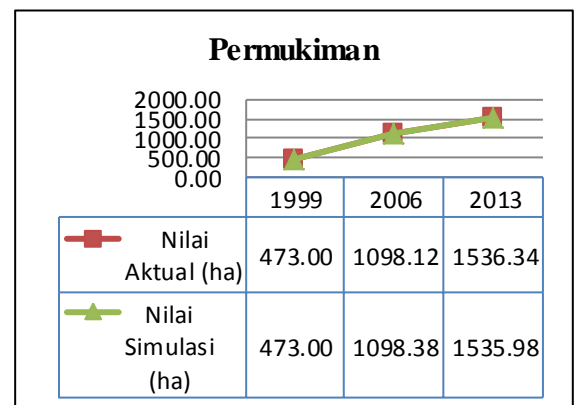 Permukiman
2000.00
1500.00
1000.00
500.00
0.00
1999 2006 2013
Nilai
Aktual (ha) 473.00 1098.12 1536.34
Nilai
Simulasi 473.00 1098.38 1535.98
(ha)